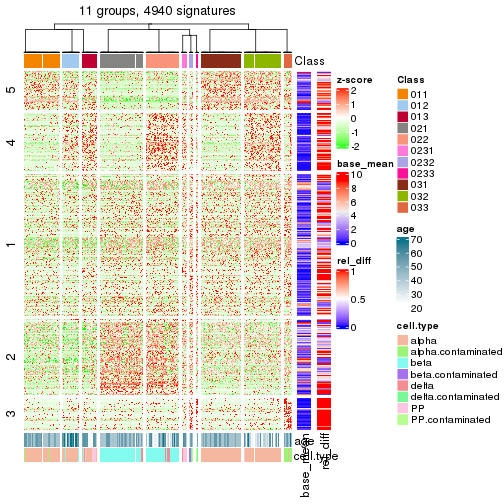 11 groups, 4940 signatures
Class
5
4
1
2
3
age
cell.type
base_mean
rel_diff
z-score
2
1
0
-1
-2
base_mean
10
8
6
4
2
0
rel_diff
1
0.5
0
Class
011
012
013
021
022
0231
0232
0233
031
032
033
age
70
60
50
40
30
20
cell.type
alpha
alpha.contaminated
beta
beta.contaminated
delta
delta.contaminated
PP
PP.contaminated